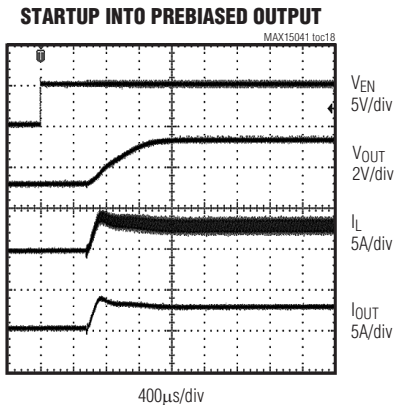 STARTUP INTO PREBIASED OUTPUT
MAX15041 toc18
VEN
5V/div
VOUT
2V/div
IL
5A/div
IOUT
5A/div
400µs/div